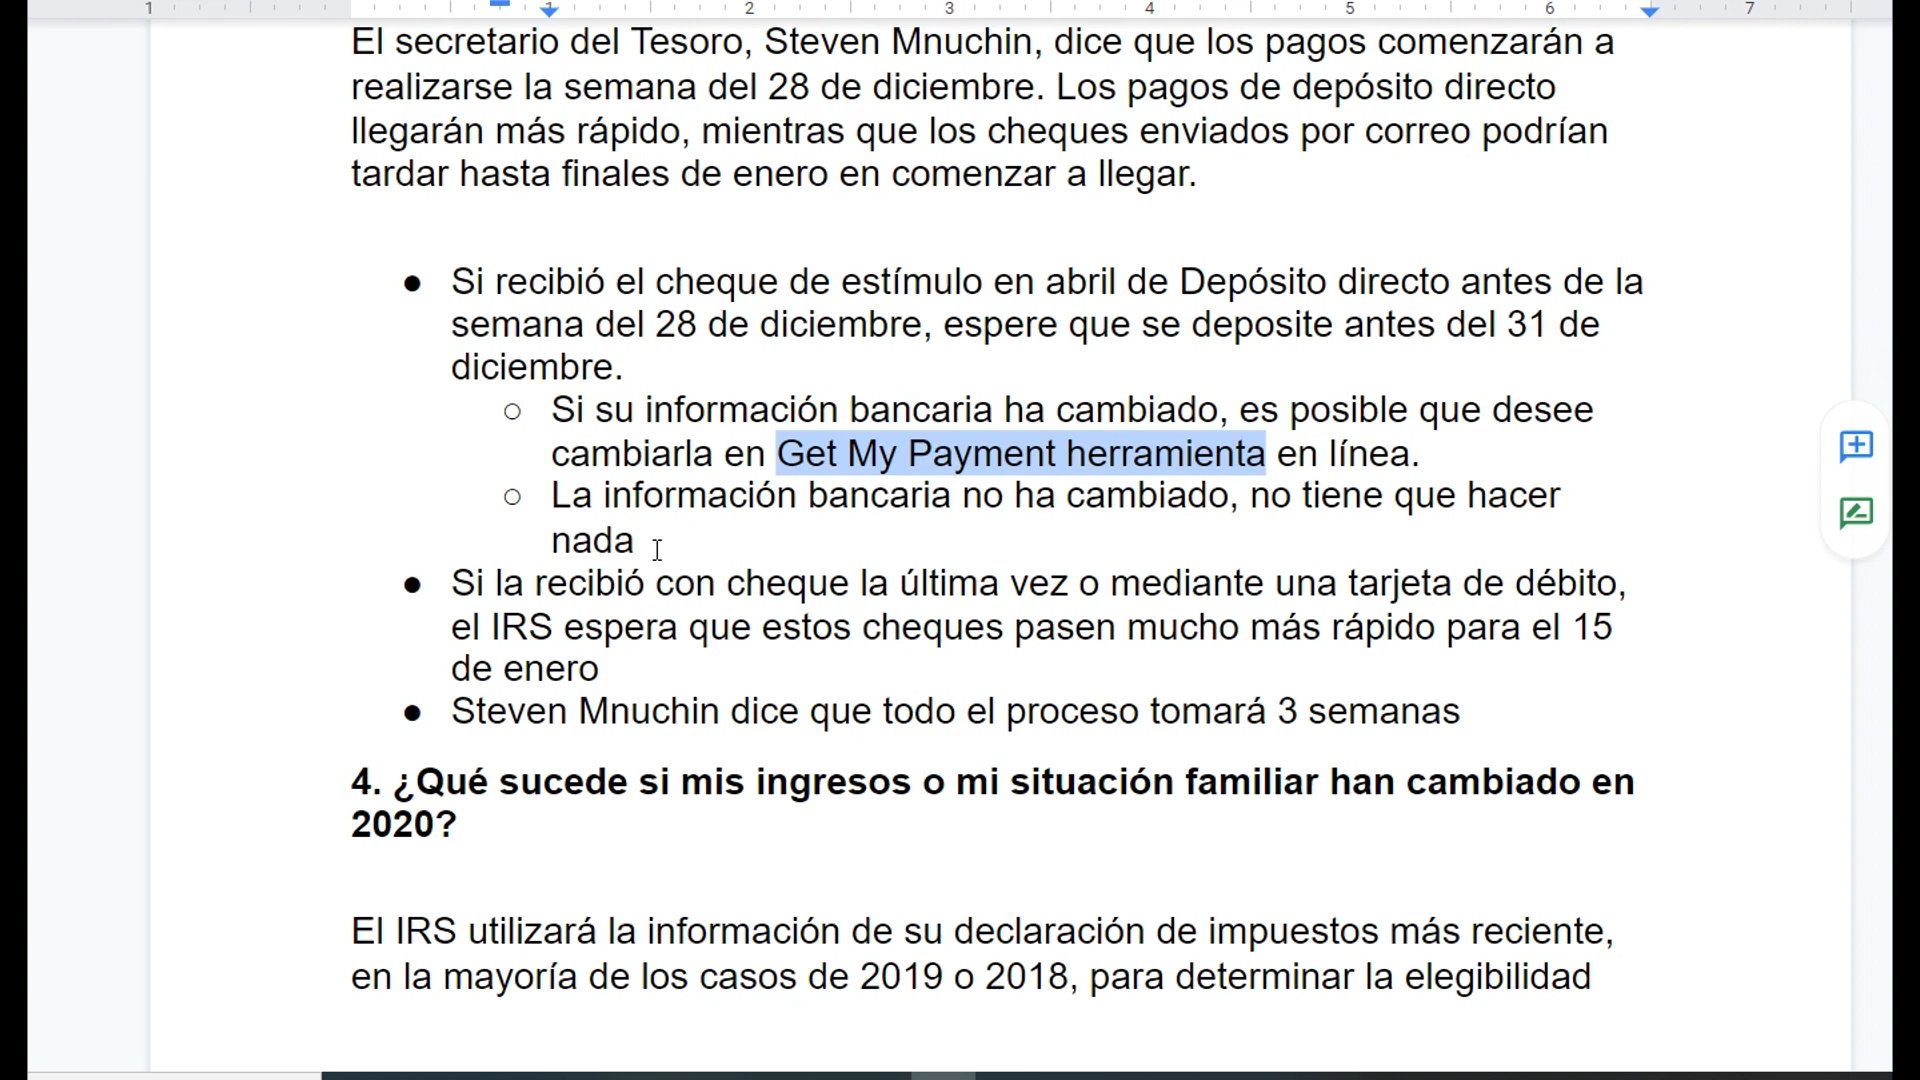 1 1 2 3 4 5 6 7
El secretario del Tesoro, Steven Mnuchin, dice que los pagos comenzarán a
realizarse la semana del 28 de diciembre. Los pagos de depósito directo
llegarán más rápido, mientras que los cheques enviados por correo podrían
tardar hasta finales de enero en comenzar a llegar.
● Si recibió el cheque de estímulo en abril de Depósito directo antes de la
semana del 28 de diciembre, espere que se deposite antes del 31 de
diciembre.
○ Si su información bancaria ha cambiado, es posible que desee
cambiarla en Get My Payment herramienta en línea.
○ La información bancaria no ha cambiado, no tiene que hacer
nada
● Si la recibió con cheque la última vez o mediante una tarjeta de débito,
el IRS espera que estos cheques pasen mucho más rápido para el 15
de enero
● Steven Mnuchin dice que todo el proceso tomará 3 semanas
4. ¿Qué sucede si mis ingresos o mi situación familiar han cambiado en
2020?
El IRS utilizará la información de su declaración de impuestos más reciente,
en la mayoría de los casos de 2019 o 2018, para determinar la elegibilidad